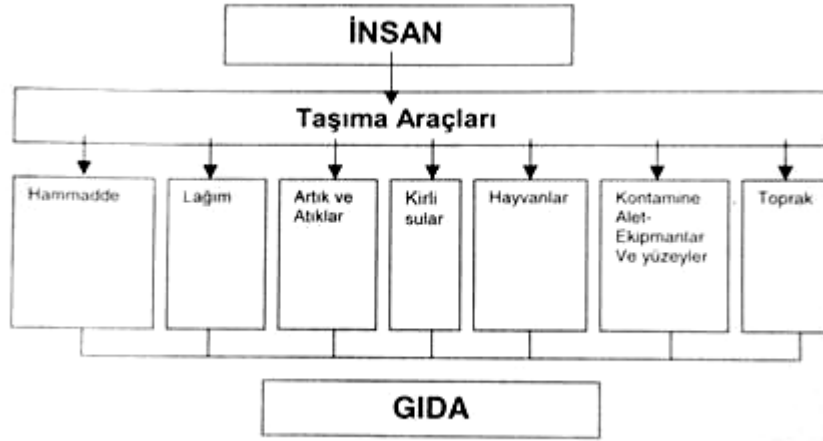 İNSAN
Taşıma Araçları
Hammadde
Lağım
Artık ve
Atıklar
Kirli
sular
Hayvanlar
Kontamine
Alet-
Ekipmanlar
Ve yüzeyler
Toprak
GIDA